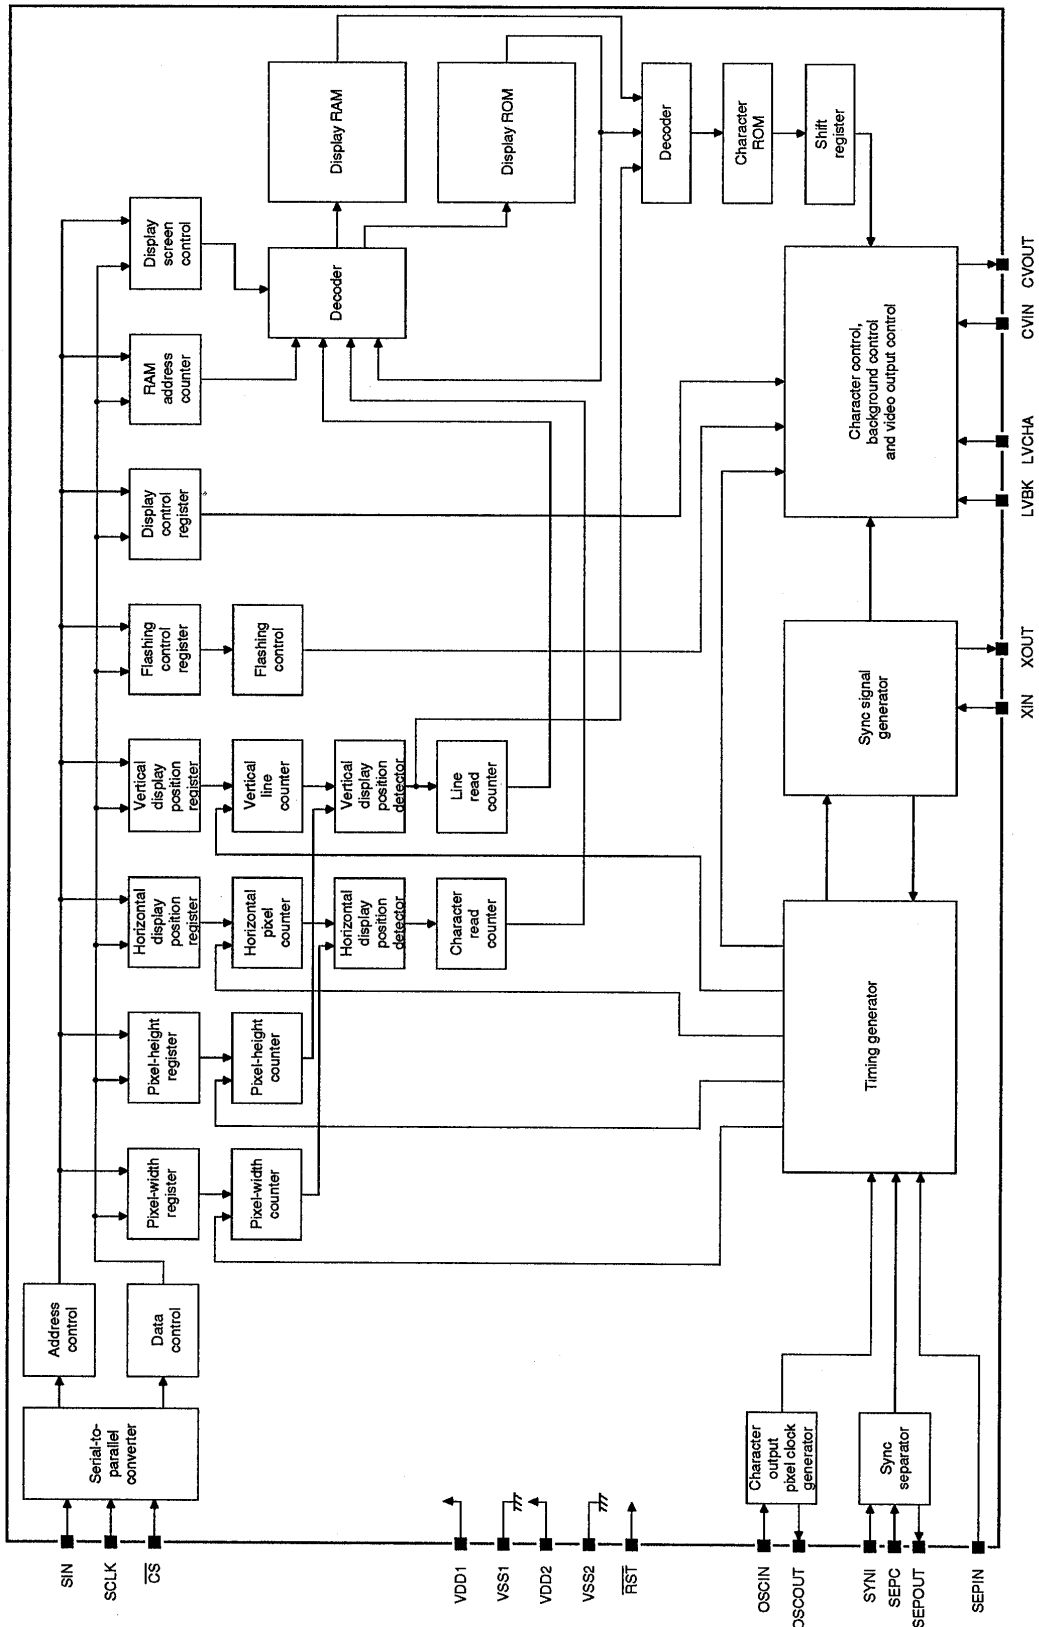 SIN
SCLK
CS
VDD1
VSS1
VDD2
VSS2
RST
OSCIN
OSCOUT
SYNI
SEPC
SEPOUT
SEPIN
Serial-to-
parallel
converter
Address
control
Data
control
Pixel-width
register
Pixel-height
register
Horizontal
display
position
register
Vertical
display
position
register
Flashing
control
register
Display
control
register
RAM
address
counter
Display
screen
control
Pixel-width
counter
Pixel-height
counter
Horizontal
pixel
counter
Vertical
line
counter
Flashing
control
Horizontal
display
position
detector
Vertical
display
position
detector
Character
read
counter
Line
read
counter
Decoder
Display RAM
Display ROM
Decoder
Character
ROM
Shift
register
Character
output
pixel clock
generator
Sync
separator
Timing generator
Sync signal
generator
Character control,
background control
and video output control
XIN
XOUT
LVBK
LVCHA
CVIN
CVOUT